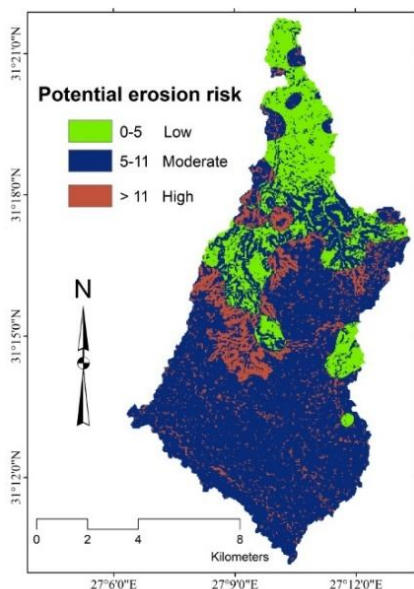 Potential erosion risk
0-5 Low
5-11 Moderate
> 11 High
N
0 2 4 8
Kilometers
31°21'0"N
31°18'0"N
31°15'0"N
31°12'0"N
27°6'0"E 27°9'0"E 27°12'0"E